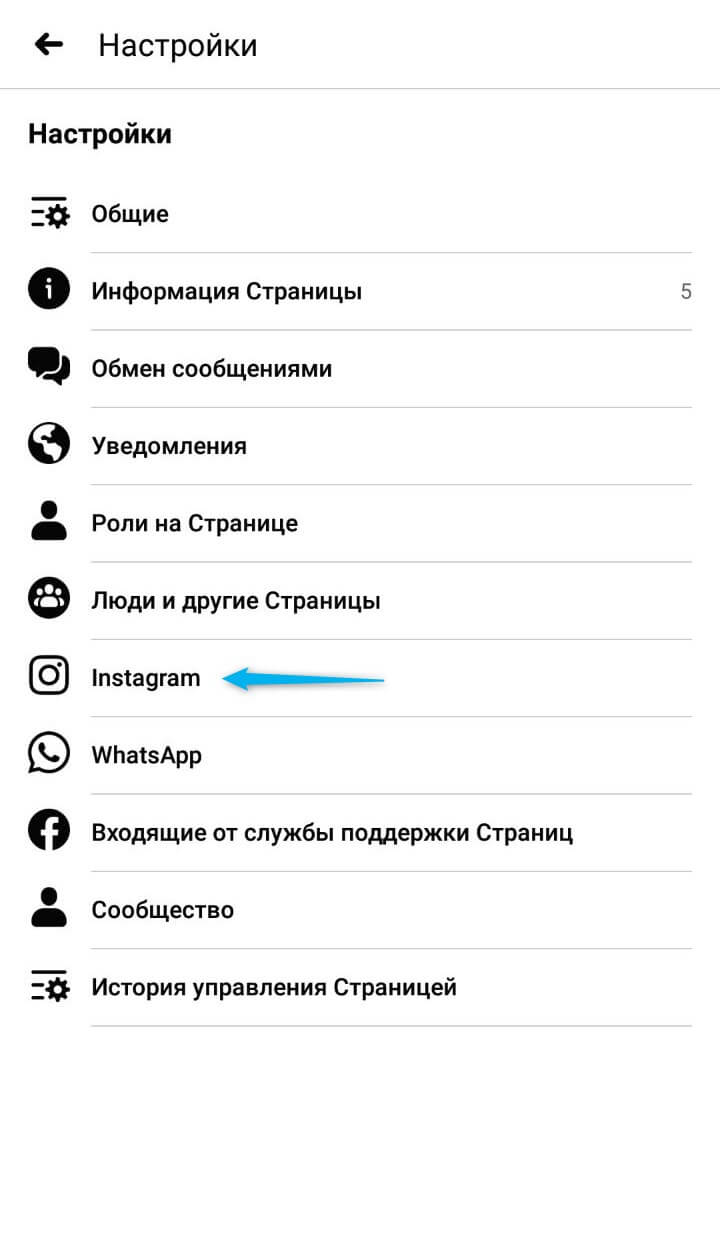 Настройки
Настройки
Общие
Информация Страницы 5
Обмен сообщениями
Уведомления
Роли на Странице
Люди и другие Страницы
Instagram
WhatsApp
Входящие от службы поддержки Страниц
Сообщество
История управления Страницей